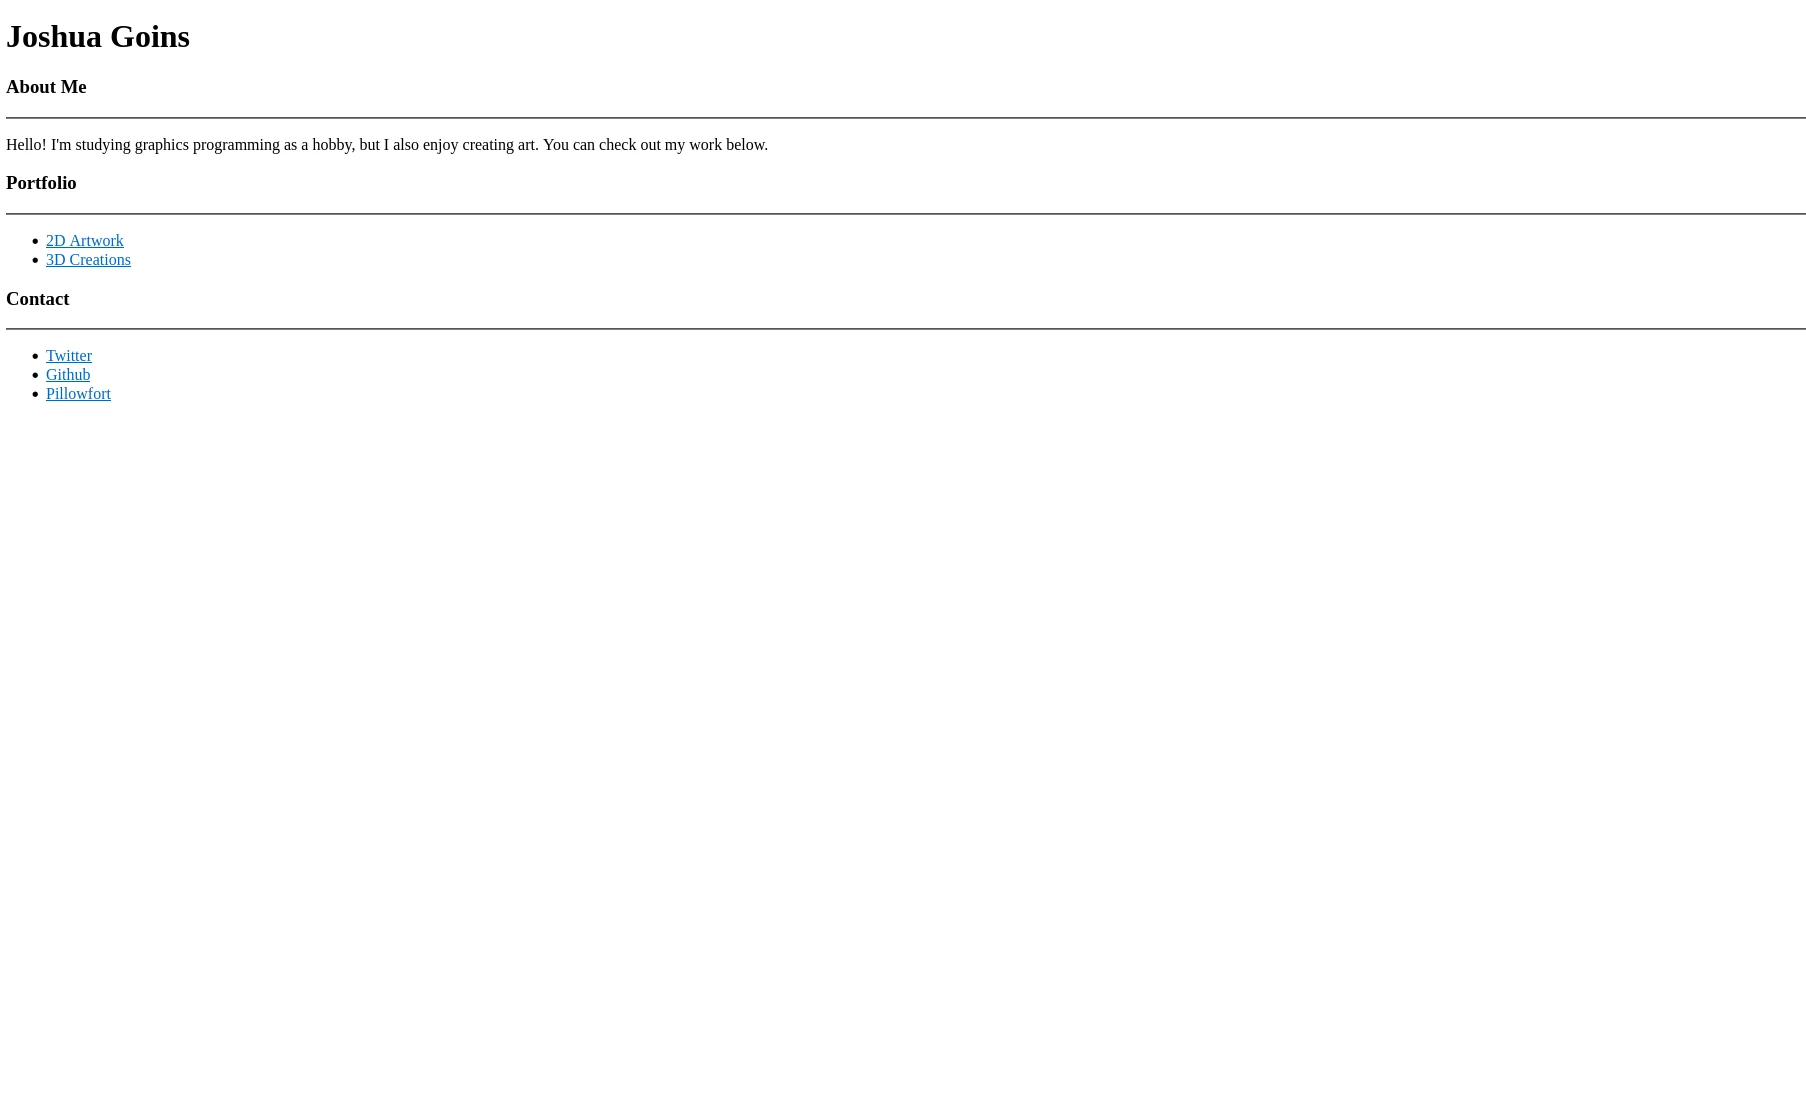 Joshua Goins
About Me
Hello! I'm studying graphics programming as a hobby, but I also enjoy creating art. You can check out my work below.
Portfolio
2D Artwork
3D Creations
Contact
Twitter
Github
Pillowfort